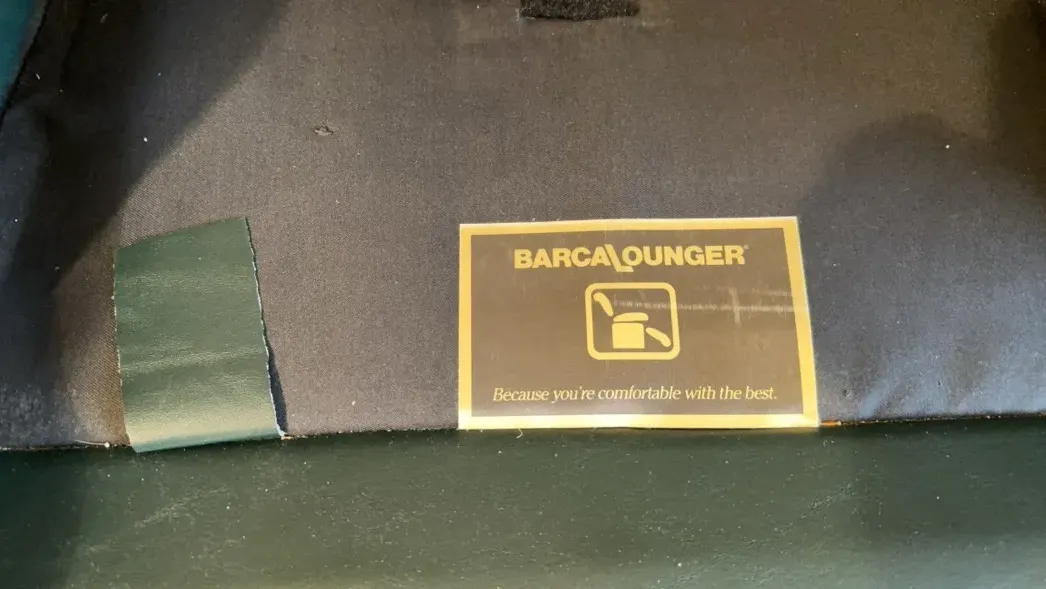 BARCALOUNGER®
Because you're comfortable with the best.